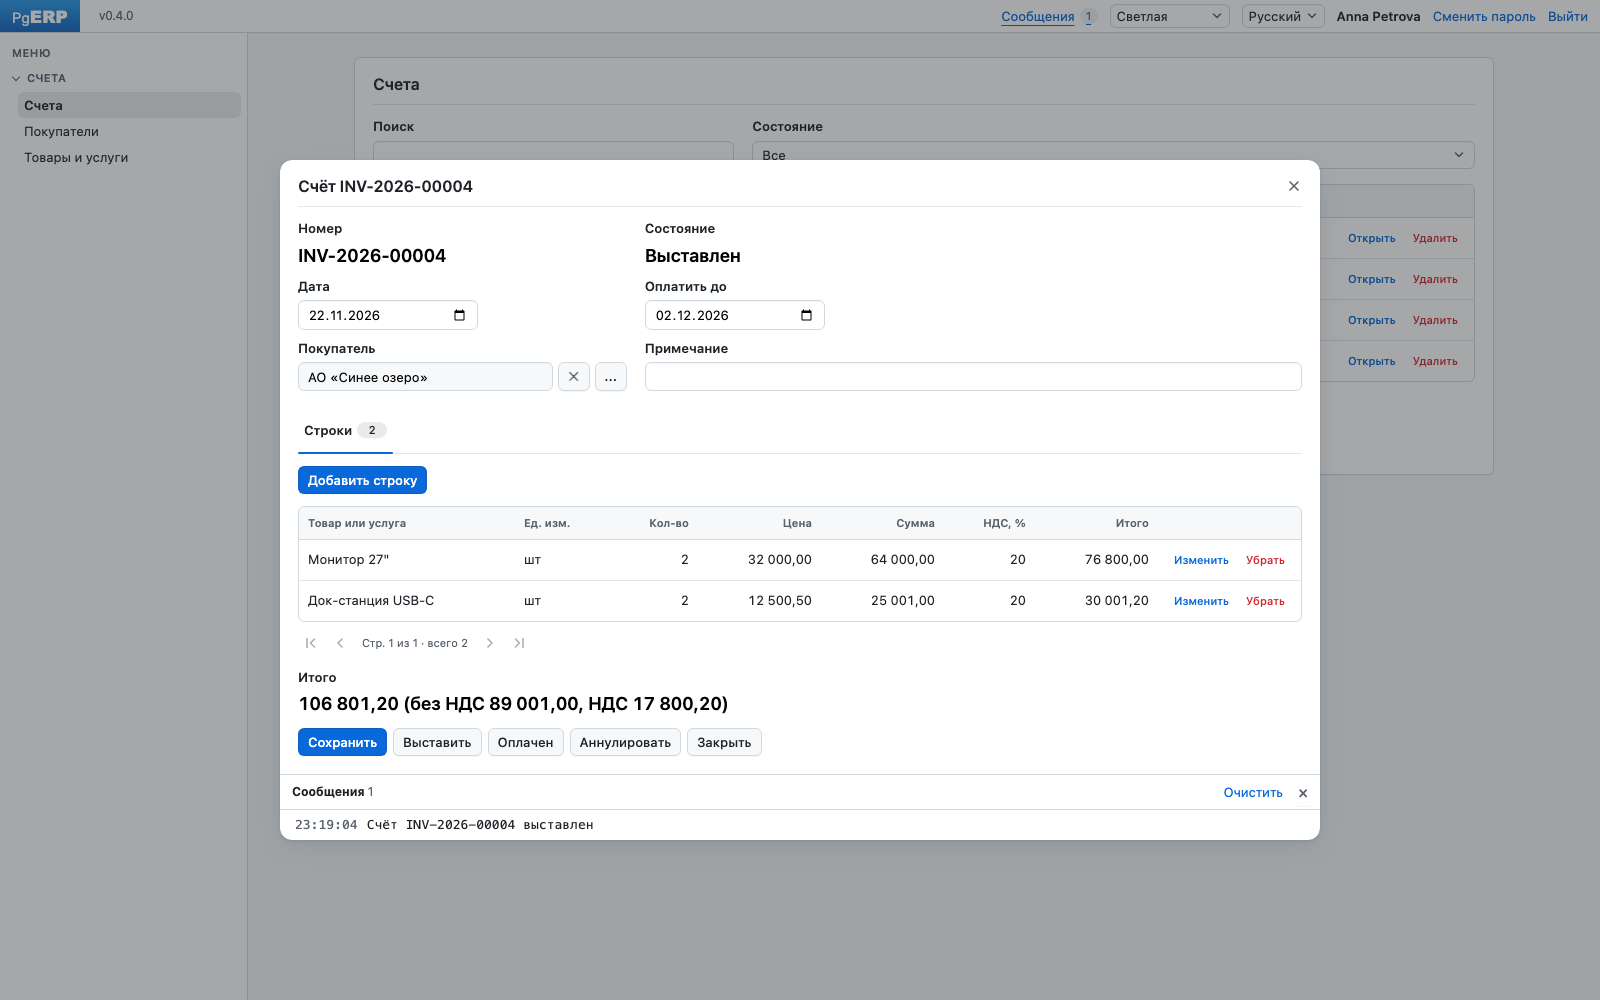 PgERP
v0.4.0
Сообщения 1
Светлая
Русский
Anna Petrova
Сменить пароль
Выйти
МЕНЮ
СЧЕТА
Счета
Покупатели
Товары и услуги
Счета
Поиск
Состояние
Все
Открыть Удалить
Открыть Удалить
Открыть Удалить
Открыть Удалить
Счёт INV-2026-00004
Номер
Состояние
INV-2026-00004
Выставлен
Дата
Оплатить до
22.11.2026
02.12.2026
Покупатель
Примечание
АО «Синее озеро»
...
Строки 2
Добавить строку
Товар или услуга Ед. изм. Кол-во Цена Сумма НДС, % Итого
Монитор 27" шт 2 32 000,00 64 000,00 20 76 800,00 Изменить Убрать
Док-станция USB-C шт 2 12 500,50 25 001,00 20 30 001,20 Изменить Убрать
Стр. 1 из 1 · всего 2
Итого
106 801,20 (без НДС 89 001,00, НДС 17 800,20)
Сохранить Выставить Оплачен Аннулировать Закрыть
Сообщения 1
Очистить
23:19:04 Счёт INV-2026-00004 выставлен